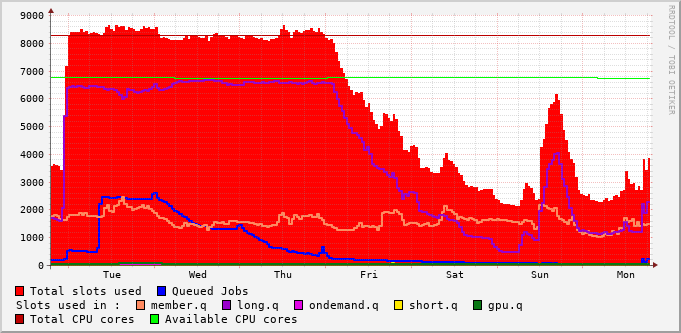 RRDTOOL / TOBI OETIKER
9000
8000
7000
6000
5000
4000
3000
2000
1000
0
Tue Wed Thu Fri Sat Sun Mon
Total slots used Queued Jobs
Slots used in : member.q long.q ondemand.q short.q gpu.q
Total CPU cores Available CPU cores